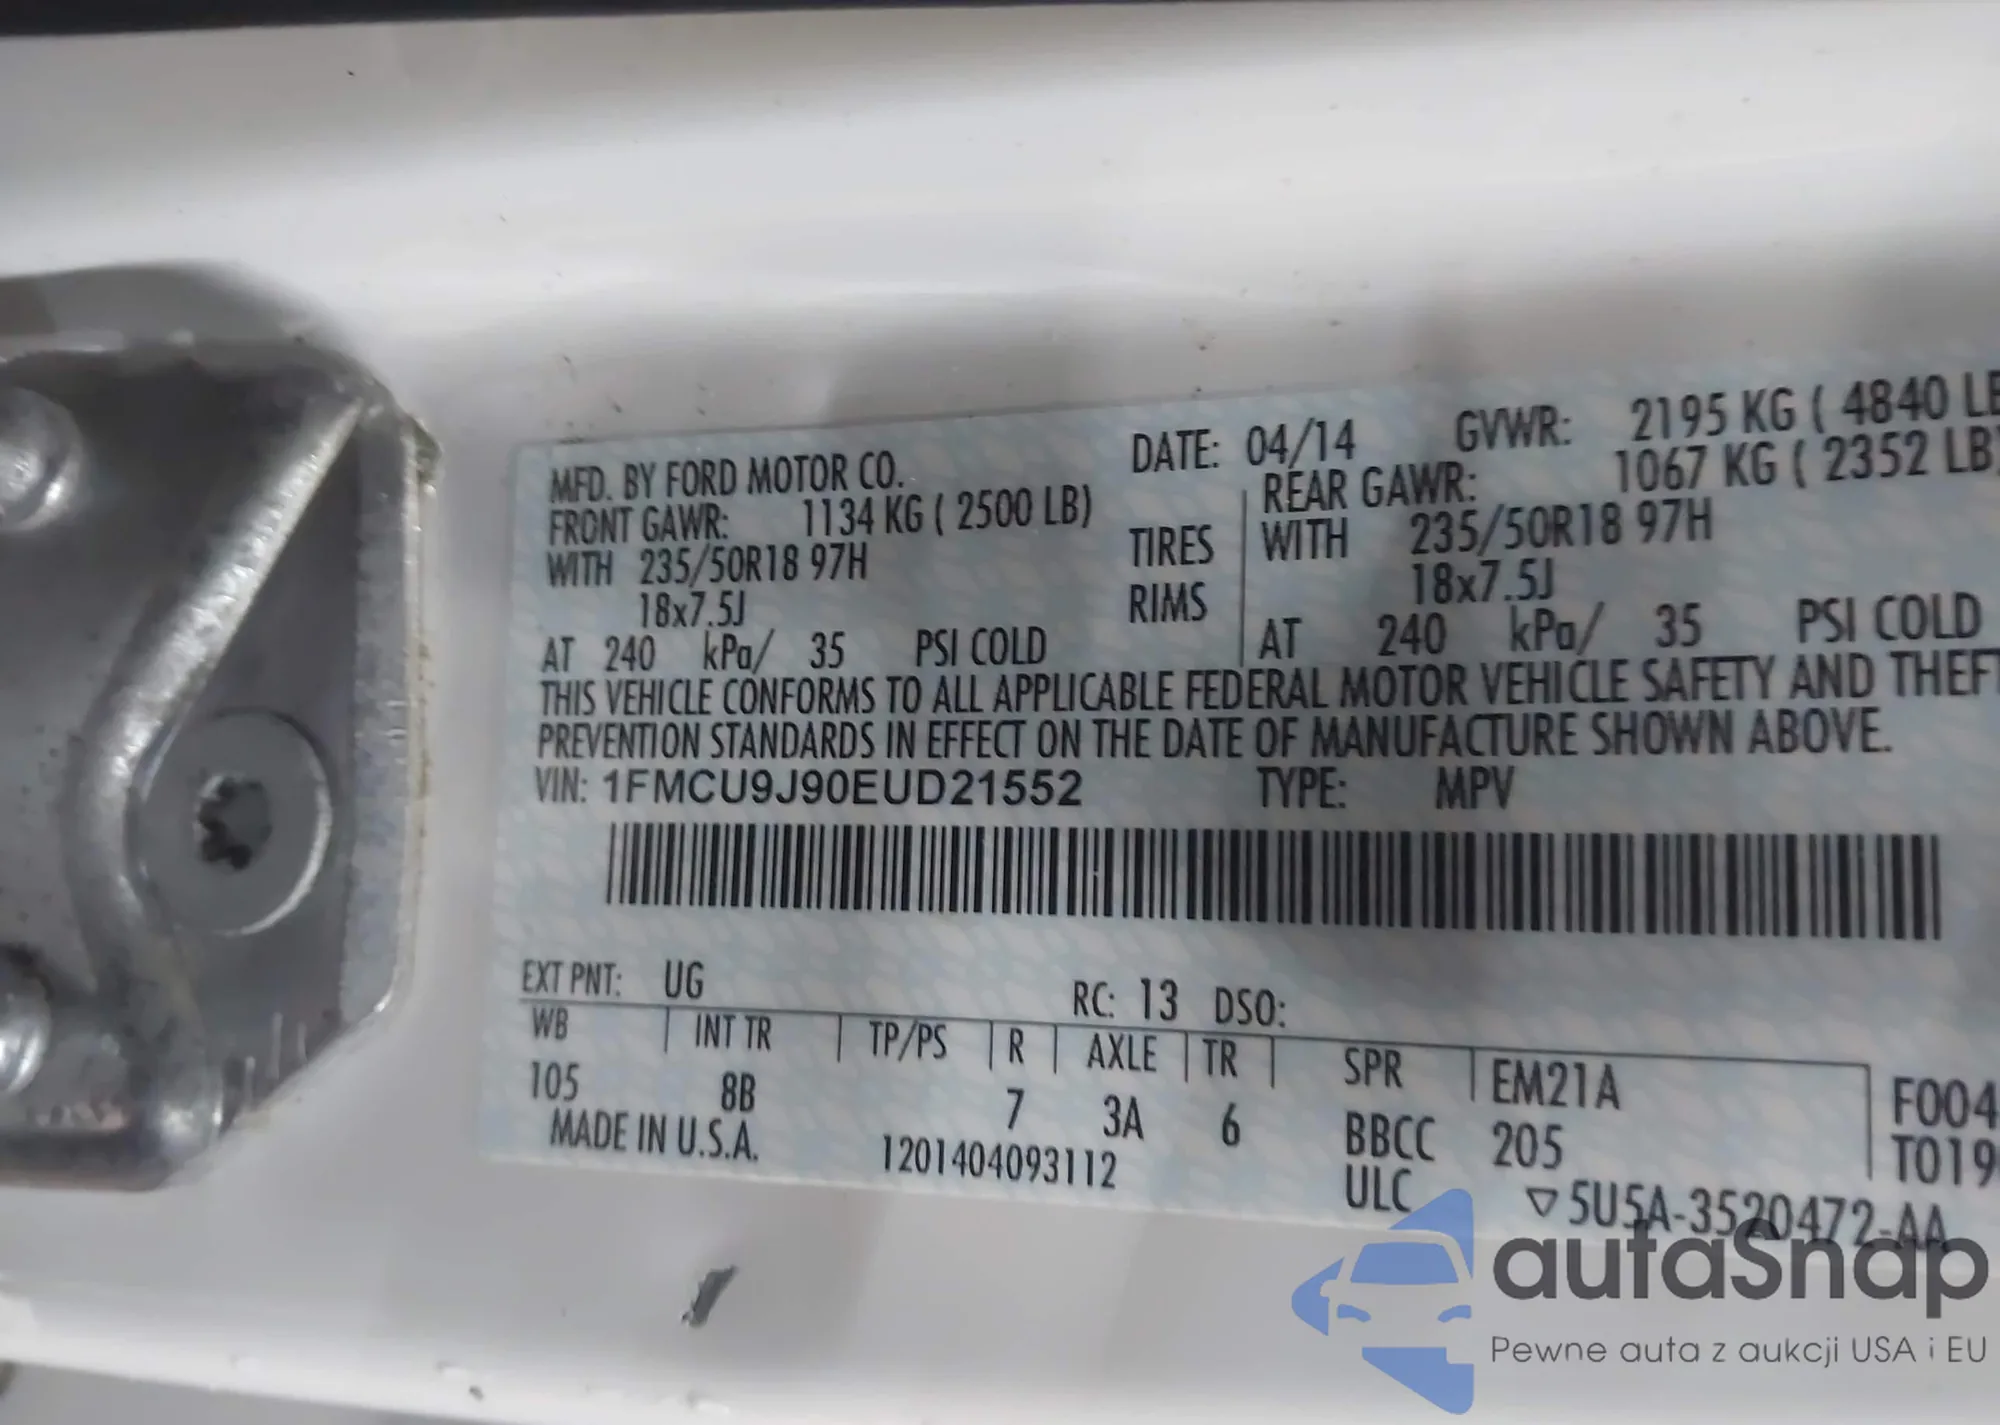 MFD. BY FORD MOTOR CO. DATE: 04/14 GVWR: 2195 KG ( 4840 LB
FRONT GAWR: 1134 KG ( 2500 LB) REAR GAWR: 1067 KG ( 2352 LB)
WITH 235/50R18 97H TIRES WITH 235/50R18 97H
18x7.5J RIMS 18x7.5J
AT 240 kPa/ 35 PSI COLD AT 240 kPa/ 35 PSI COLD
THIS VEHICLE CONFORMS TO ALL APPLICABLE FEDERAL MOTOR VEHICLE SAFETY AND THEFT
PREVENTION STANDARDS IN EFFECT ON THE DATE OF MANUFACTURE SHOWN ABOVE.
VIN: 1FMCU9J90EUD21552 TYPE: MPV
EXT PNT: UG RC: 13 DSO:
WB INT TR TP/PS R AXLE TR SPR EM21A F004
105 8B 7 3A 6 BBCC 205 T019
MADE IN U.S.A. 1201404093112 ULC ▽5U5A-3520472-AA
autaSnap
Pewne auta z aukcji USA i EU